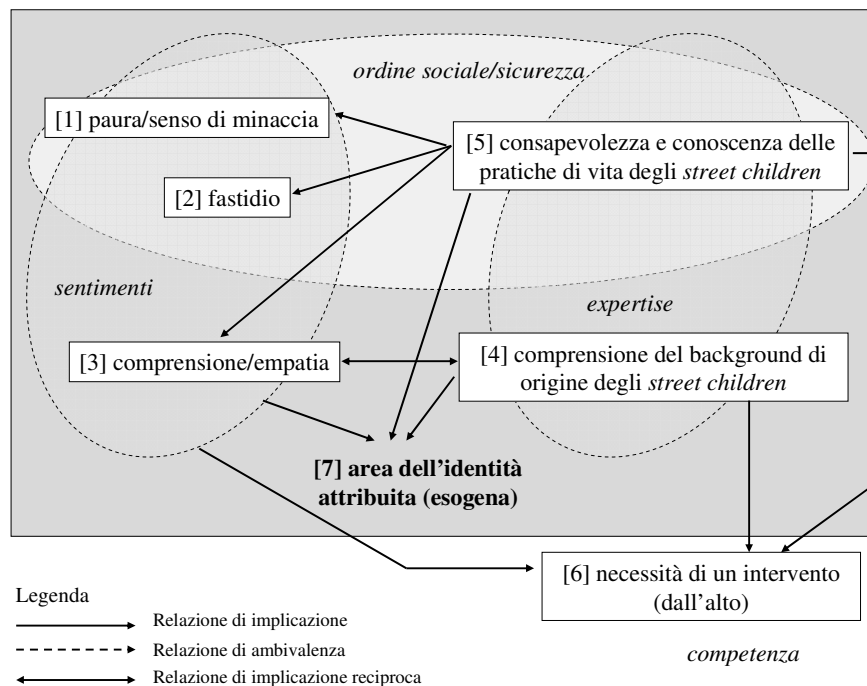 ordine sociale/sicurezza
[1] paura/senso di minaccia
[5] consapevolezza e conoscenza delle
pratiche di vita degli street children
[2] fastidio
sentimenti
expertise
[3] comprensione/empatia
[4] comprensione del background di
origine degli street children
[7] area dell’identità
attribuita (esogena)
[6] necessità di un intervento
(dall’alto)
competenza
Legenda
Relazione di implicazione
Relazione di ambivalenza
Relazione di implicazione reciproca